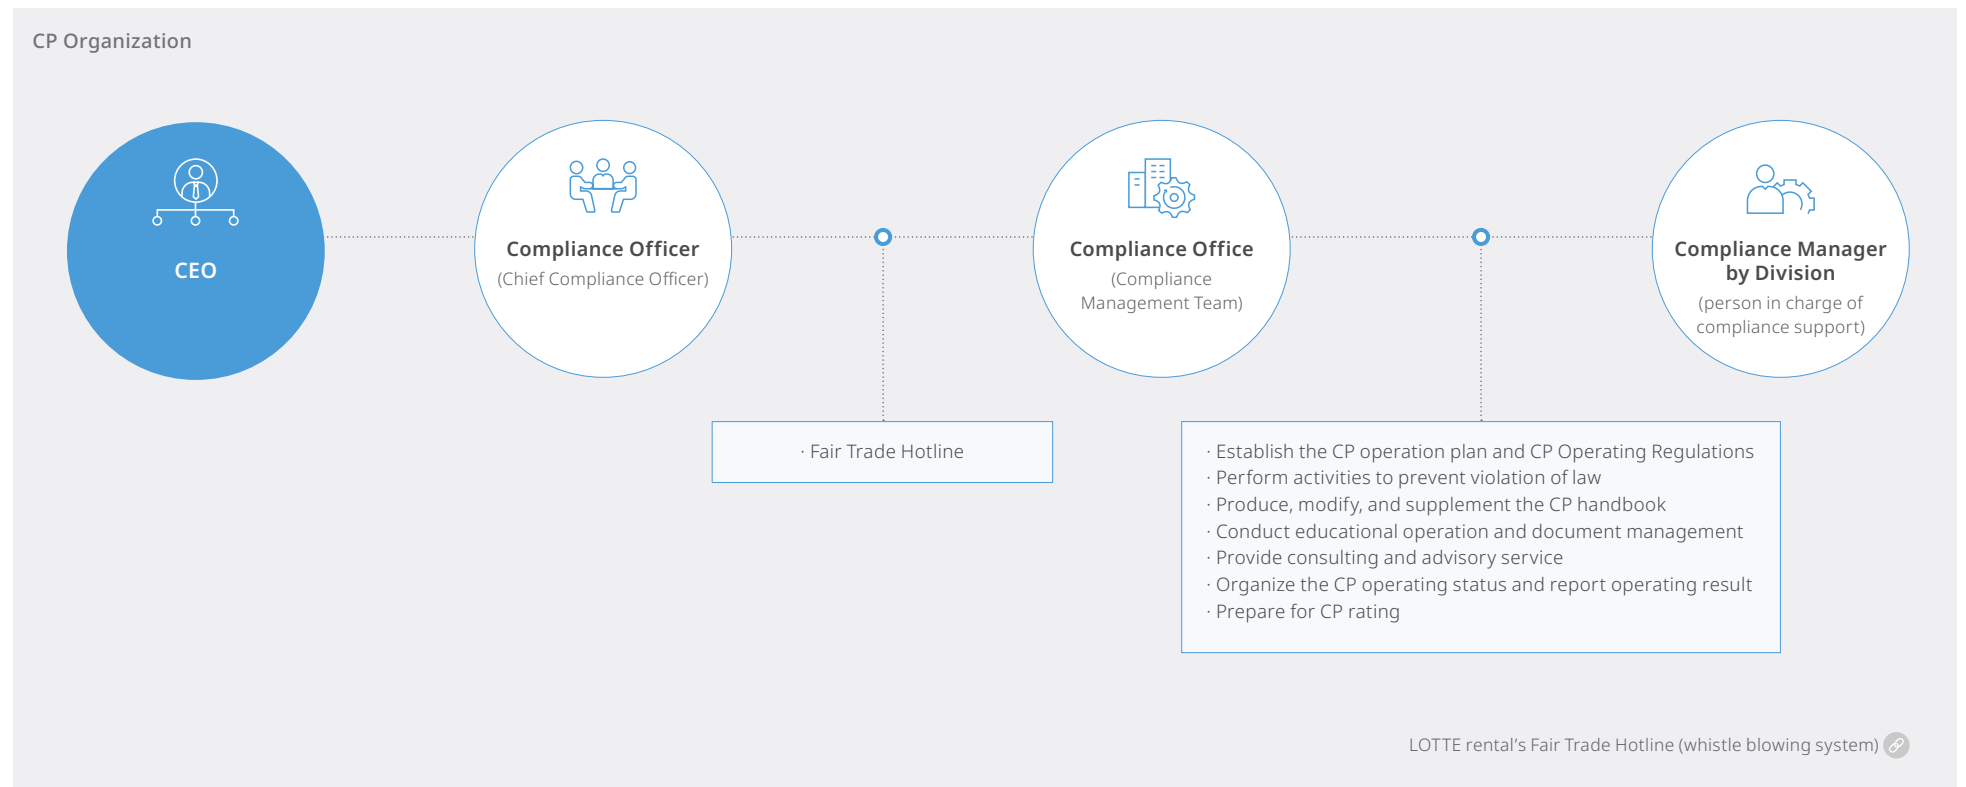 CP Organization
CEO
Compliance Officer
(Chief Compliance Officer)
Compliance Office
(Compliance
Management Team)
Compliance Manager
by Division
(person in charge of
compliance support)
· Fair Trade Hotline
· Establish the CP operation plan and CP Operating Regulations
· Perform activities to prevent violation of law
· Produce, modify, and supplement the CP handbook
· Conduct educational operation and document management
· Provide consulting and advisory service
· Organize the CP operating status and report operating result
· Prepare for CP rating
LOTTE rental’s Fair Trade Hotline (whistle blowing system)